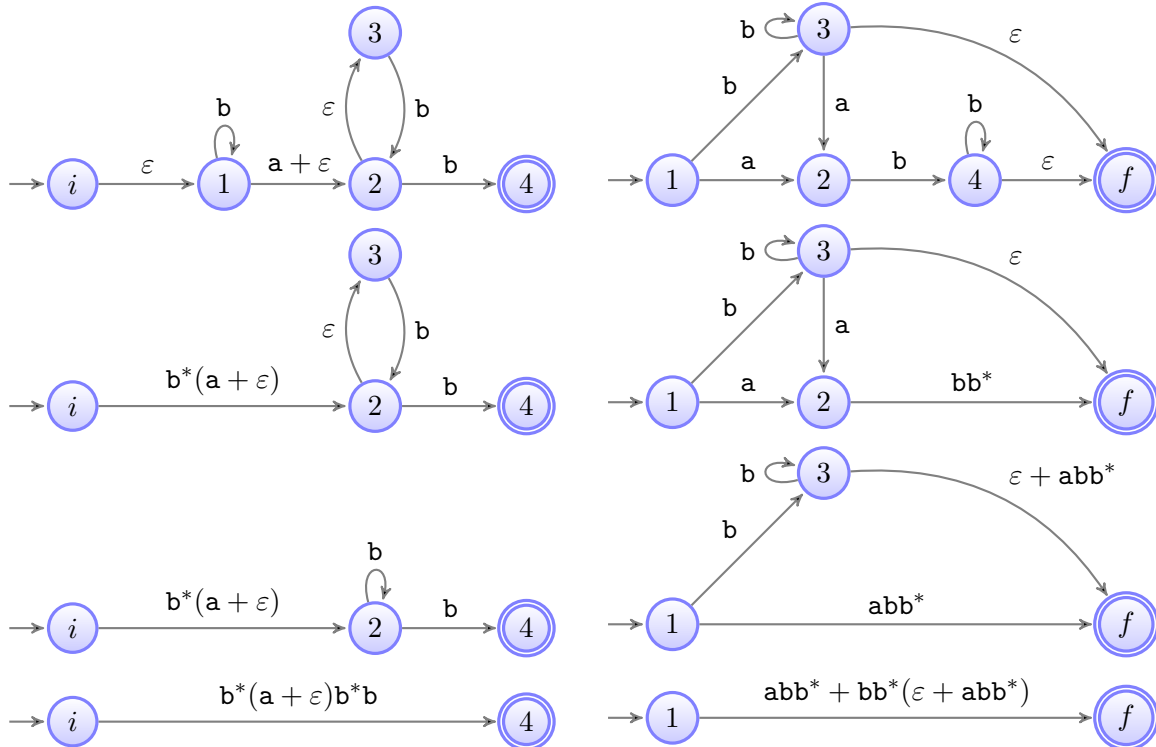 3 b 3 ε
ε b b b b a
i ε 1 a + ε 2 b 4 1 a 2 b 4 ε f
3 b 3 ε
ε b b a
i b*(a + ε) 2 b 4 1 a 2 bb* f
b 3 ε + abb*
b b
i b*(a + ε) 2 b 4 1 abb* f
i b*(a + ε)b*b 4 1 abb* + bb*(ε + abb*) f